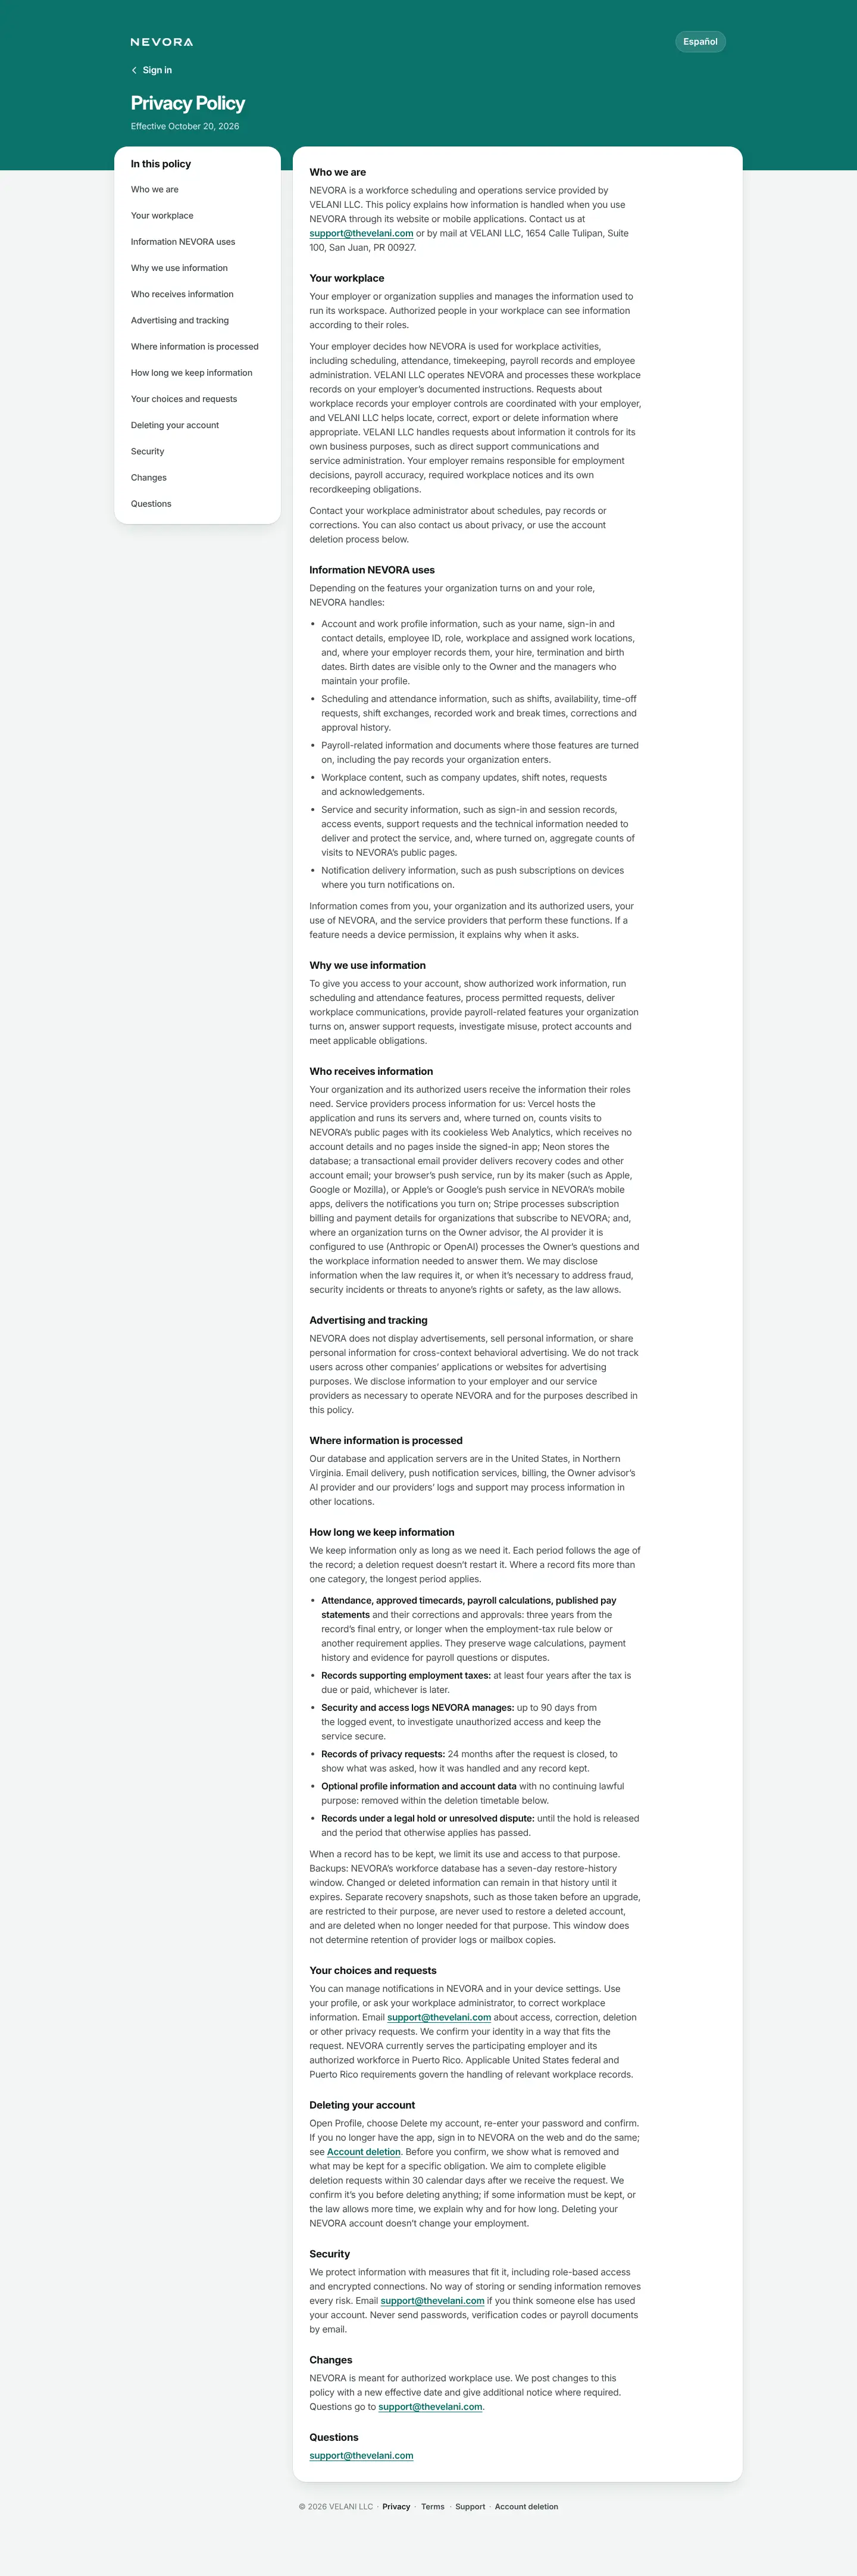 NEVORA
Español
Sign in
Privacy Policy
Effective October 20, 2026
In this policy
Who we are
Your workplace
Information NEVORA uses
Why we use information
Who receives information
Advertising and tracking
Where information is processed
How long we keep information
Your choices and requests
Deleting your account
Security
Changes
Questions
Who we are
NEVORA is a workforce scheduling and operations service provided by
VELANI LLC. This policy explains how information is handled when you use
NEVORA through its website or mobile applications. Contact us at
support@thevelani.com or by mail at VELANI LLC, 1654 Calle Tulipan, Suite
100, San Juan, PR 00927.
Your workplace
Your employer or organization supplies and manages the information used to
run its workspace. Authorized people in your workplace can see information
according to their roles.
Your employer decides how NEVORA is used for workplace activities,
including scheduling, attendance, timekeeping, payroll records and employee
administration. VELANI LLC operates NEVORA and processes these workplace
records on your employer's documented instructions. Requests about
workplace records your employer controls are coordinated with your employer,
and VELANI LLC helps locate, correct, export or delete information where
appropriate. VELANI LLC handles requests about information it controls for its
own business purposes, such as direct support communications and
service administration. Your employer remains responsible for employment
decisions, payroll accuracy, required workplace notices and its own
recordkeeping obligations.
Contact your workplace administrator about schedules, pay records or
corrections. You can also contact us about privacy, or use the account
deletion process below.
Information NEVORA uses
Depending on the features your organization turns on and your role,
NEVORA handles:
• Account and work profile information, such as your name, sign-in and
contact details, employee ID, role, workplace and assigned work locations,
and, where your employer records them, your hire, termination and birth
dates. Birth dates are visible only to the Owner and the managers who
maintain your profile.
• Scheduling and attendance information, such as shifts, availability, time-off
requests, shift exchanges, recorded work and break times, corrections and
approval history.
• Payroll-related information and documents where those features are turned
on, including the pay records your organization enters.
• Workplace content, such as company updates, shift notes, requests
and acknowledgements.
• Service and security information, such as sign-in and session records,
access events, support requests and the technical information needed to
deliver and protect the service, and, where turned on, aggregate counts of
visits to NEVORA's public pages.
• Notification delivery information, such as push subscriptions on devices
where you turn notifications on.
Information comes from you, your organization and its authorized users, your
use of NEVORA, and the service providers that perform these functions. If a
feature needs a device permission, it explains why when it asks.
Why we use information
To give you access to your account, show authorized work information, run
scheduling and attendance features, process permitted requests, deliver
workplace communications, provide payroll-related features your organization
turns on, answer support requests, investigate misuse, protect accounts and
meet applicable obligations.
Who receives information
Your organization and its authorized users receive the information their roles
need. Service providers process information for us: Vercel hosts the
application and runs its servers and, where turned on, counts visits to
NEVORA's public pages with its cookieless Web Analytics, which receives no
account details and no pages inside the signed-in app; Neon stores the
database; a transactional email provider delivers recovery codes and other
account email; your browser's push service, run by its maker (such as Apple,
Google or Mozilla), or Apple's or Google's push service in NEVORA's mobile
apps, delivers the notifications you turn on; Stripe processes subscription
billing and payment details for organizations that subscribe to NEVORA; and,
where an organization turns on the Owner advisor, the AI provider it is
configured to use (Anthropic or OpenAI) processes the Owner's questions and
the workplace information needed to answer them. We may disclose
information when the law requires it, or when it's necessary to address fraud,
security incidents or threats to anyone's rights or safety, as the law allows.
Advertising and tracking
NEVORA does not display advertisements, sell personal information, or share
personal information for cross-context behavioral advertising. We do not track
users across other companies' applications or websites for advertising
purposes. We disclose information to your employer and our service
providers as necessary to operate NEVORA and for the purposes described in
this policy.
Where information is processed
Our database and application servers are in the United States, in Northern
Virginia. Email delivery, push notification services, billing, the Owner advisor's
AI provider and our providers' logs and support may process information in
other locations.
How long we keep information
We keep information only as long as we need it. Each period follows the age of
the record; a deletion request doesn't restart it. Where a record fits more than
one category, the longest period applies.
• Attendance, approved timecards, payroll calculations, published pay
statements and their corrections and approvals: three years from the
record's final entry, or longer when the employment-tax rule below or
another requirement applies. They preserve wage calculations, payment
history and evidence for payroll questions or disputes.
• Records supporting employment taxes: at least four years after the tax is
due or paid, whichever is later.
• Security and access logs NEVORA manages: up to 90 days from
the logged event, to investigate unauthorized access and keep the
service secure.
• Records of privacy requests: 24 months after the request is closed, to
show what was asked, how it was handled and any record kept.
• Optional profile information and account data with no continuing lawful
purpose: removed within the deletion timetable below.
• Records under a legal hold or unresolved dispute: until the hold is released
and the period that otherwise applies has passed.
When a record has to be kept, we limit its use and access to that purpose.
Backups: NEVORA's workforce database has a seven-day restore-history
window. Changed or deleted information can remain in that history until it
expires. Separate recovery snapshots, such as those taken before an upgrade,
are restricted to their purpose, are never used to restore a deleted account,
and are deleted when no longer needed for that purpose. This window does
not determine retention of provider logs or mailbox copies.
Your choices and requests
You can manage notifications in NEVORA and in your device settings. Use
your profile, or ask your workplace administrator, to correct workplace
information. Email support@thevelani.com about access, correction, deletion
or other privacy requests. We confirm your identity in a way that fits the
request. NEVORA currently serves the participating employer and its
authorized workforce in Puerto Rico. Applicable United States federal and
Puerto Rico requirements govern the handling of relevant workplace records.
Deleting your account
Open Profile, choose Delete my account, re-enter your password and confirm.
If you no longer have the app, sign in to NEVORA on the web and do the same;
see Account deletion. Before you confirm, we show what is removed and
what may be kept for a specific obligation. We aim to complete eligible
deletion requests within 30 calendar days after we receive the request. We
confirm it's you before deleting anything; if some information must be kept, or
the law allows more time, we explain why and for how long. Deleting your
NEVORA account doesn't change your employment.
Security
We protect information with measures that fit it, including role-based access
and encrypted connections. No way of storing or sending information removes
every risk. Email support@thevelani.com if you think someone else has used
your account. Never send passwords, verification codes or payroll documents
by email.
Changes
NEVORA is meant for authorized workplace use. We post changes to this
policy with a new effective date and give additional notice where required.
Questions go to support@thevelani.com.
Questions
support@thevelani.com
© 2026 VELANI LLC · Privacy · Terms · Support · Account deletion